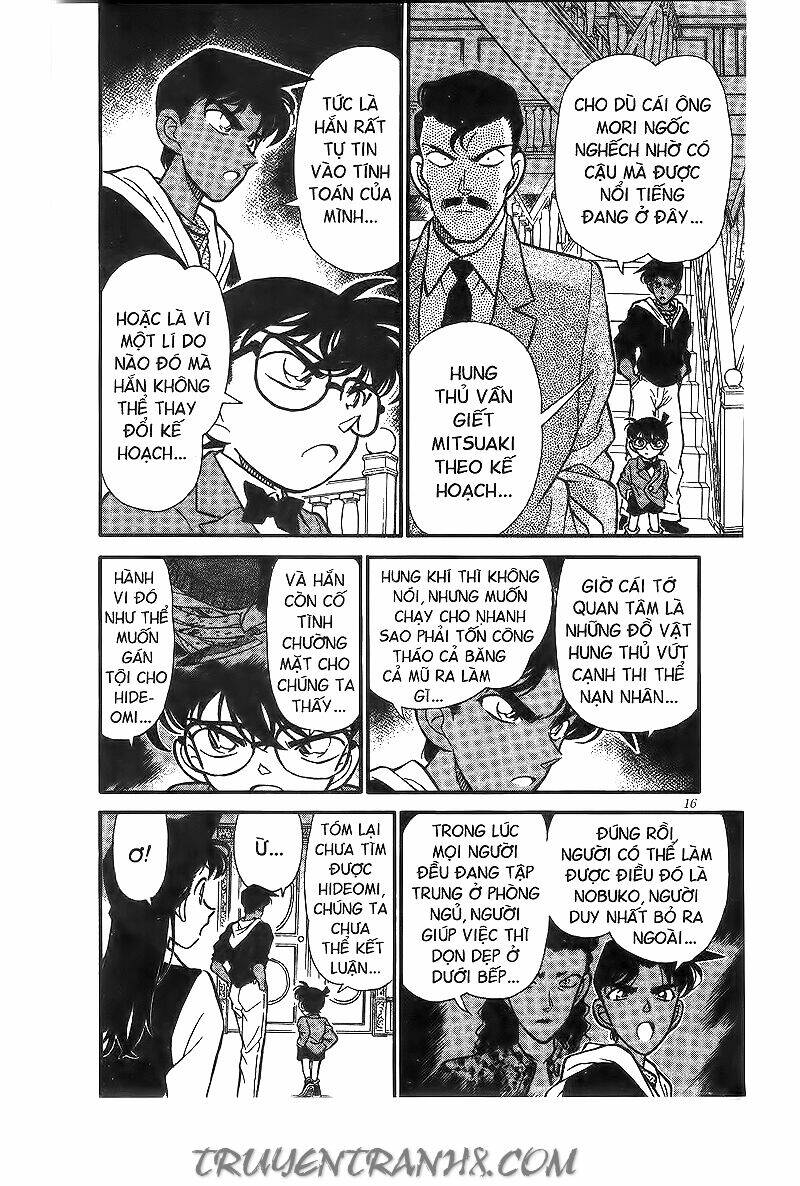 CHO DÙ CÁI ÔNG
MORI NGỐC
NGHẾCH NHỜ CÓ
CẬU MÀ ĐƯỢC
NỔI TIẾNG
ĐANG Ở ĐÂY...
HUNG
THỦ VẪN
GIẾT
MITSUAKI
THEO KẾ
HOẠCH...
TỨC LÀ
HẮN RẤT
TỰ TIN
VÀO TÍNH
TOÁN CỦA
MÌNH...
HOẶC LÀ VÌ
MỘT LÍ DO
NÀO ĐÓ MÀ
HẮN KHÔNG
THỂ THAY
ĐỔI KẾ
HOẠCH...
GIỜ CÁI TỚ
QUAN TÂM LÀ
NHỮNG ĐỒ VẬT
HUNG THỦ VỨT
CẠNH THI THỂ
NẠN NHÂN...
HUNG KHÍ THÌ KHÔNG
NÓI, NHƯNG MUỐN
CHẠY CHO NHANH
SAO PHẢI TỐN CÔNG
THÁO CẢ BĂNG
CẢ MŨ RA LÀM
GÌ...
VÀ HẮN
CÒN CỐ
TÌNH
CHƯỜNG
MẶT CHO
CHÚNG TA
THẤY...
HÀNH
VI ĐÓ
NHƯ THỂ
MUỐN
GÁN
TỘI CHO
HIDE-
OMI...
16
ĐÚNG RỒI,
NGƯỜI CÓ THỂ LÀM
ĐƯỢC ĐIỀU ĐÓ LÀ
NOBUKO, NGƯỜI
DUY NHẤT BỎ RA
NGOÀI...
TRONG LÚC
MỌI NGƯỜI
ĐỀU ĐANG TẬP
TRUNG Ở PHÒNG
NGỦ, NGƯỜI
GIÚP VIỆC THÌ
DỌN DẸP Ở
DƯỚI BẾP...
TÓM LẠI
CHƯA TÌM
ĐƯỢC
HIDEOMI,
CHÚNG TA
CHƯA
THỂ KẾT
LUẬN...
Ừ...
Ơ!
TRUYENTRANH8.COM